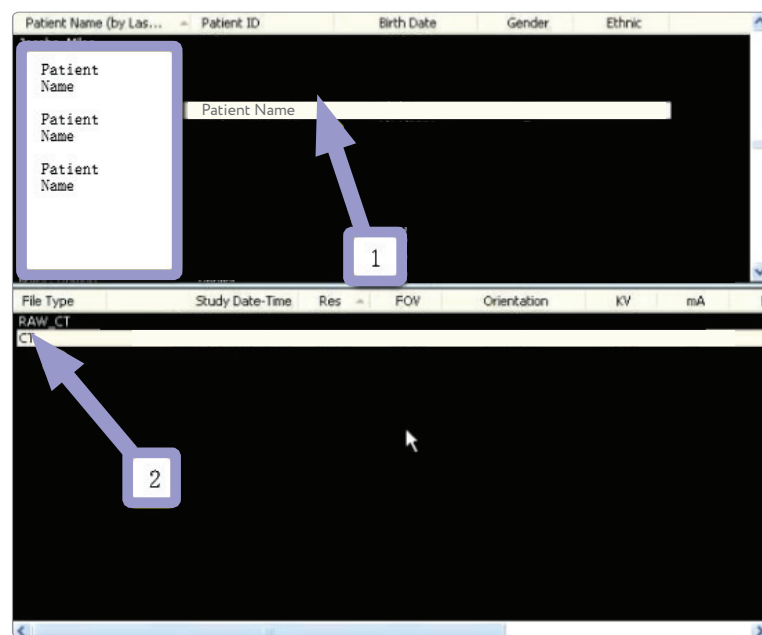 Patient Name (by Las... Patient ID Birth Date Gender Ethnic
Patient
Name
Patient Name
Patient
Name
Patient
Name
1
File Type Study Date-Time Res FOV Orientation KV mA
RAW_CT
CT
2